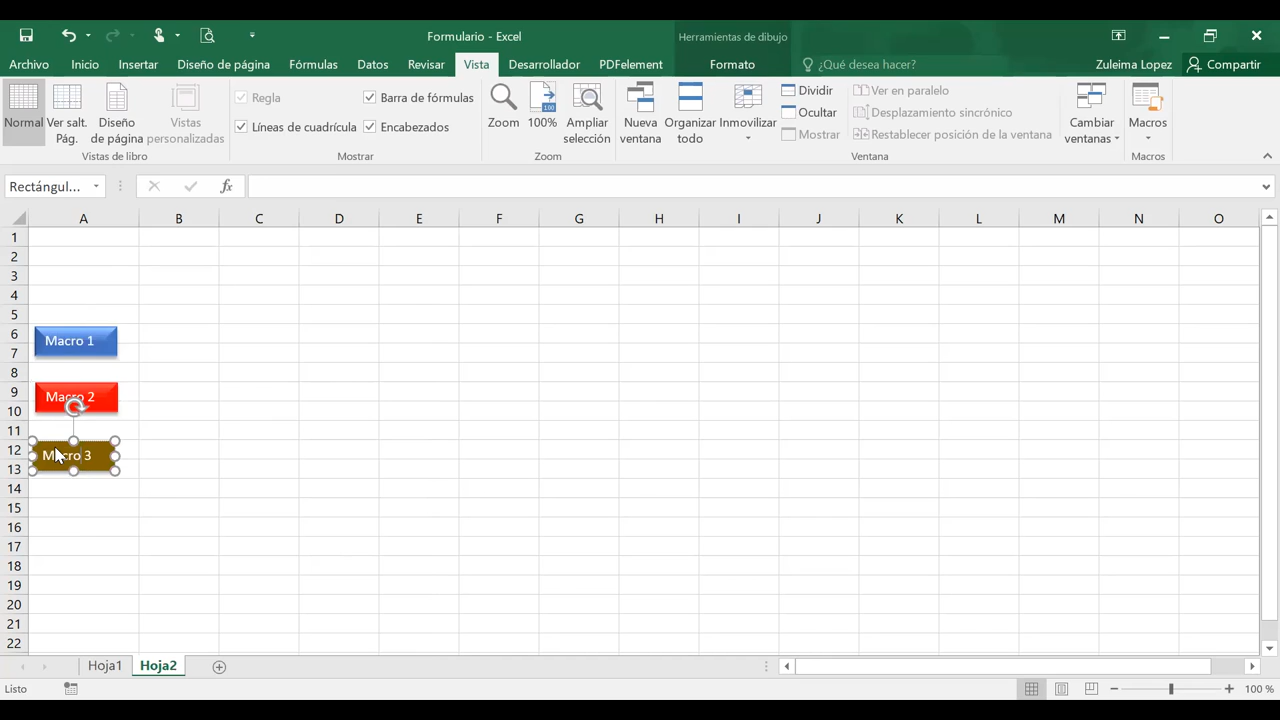 Formulario - Excel
Herramientas de dibujo
Archivo Inicio Insertar Diseño de página Fórmulas Datos Revisar Vista Desarrollador PDFelement Formato ¿Qué desea hacer? Zuleima Lopez Compartir
Normal
Ver salt. Pág.
Diseño de página
Vistas personalizadas
Vistas de libro
Regla
Barra de fórmulas
Líneas de cuadrícula
Encabezados
Mostrar
Zoom
100
100%
Ampliar selección
Zoom
Nueva ventana
Organizar todo
Inmovilizar
Dividir
Ocultar
Mostrar
Ver en paralelo
Desplazamiento sincrónico
Restablecer posición de la ventana
Ventana
Cambiar ventanas
Macros
Macros
Rectángul...
fx
A B C D E F G H I J K L M N O
1
2
3
4
5
6
Macro 1
7
8
9
Macro 2
10
11
12
Macro 3
13
14
15
16
17
18
19
20
21
22
Hoja1 Hoja2
Listo
100 %